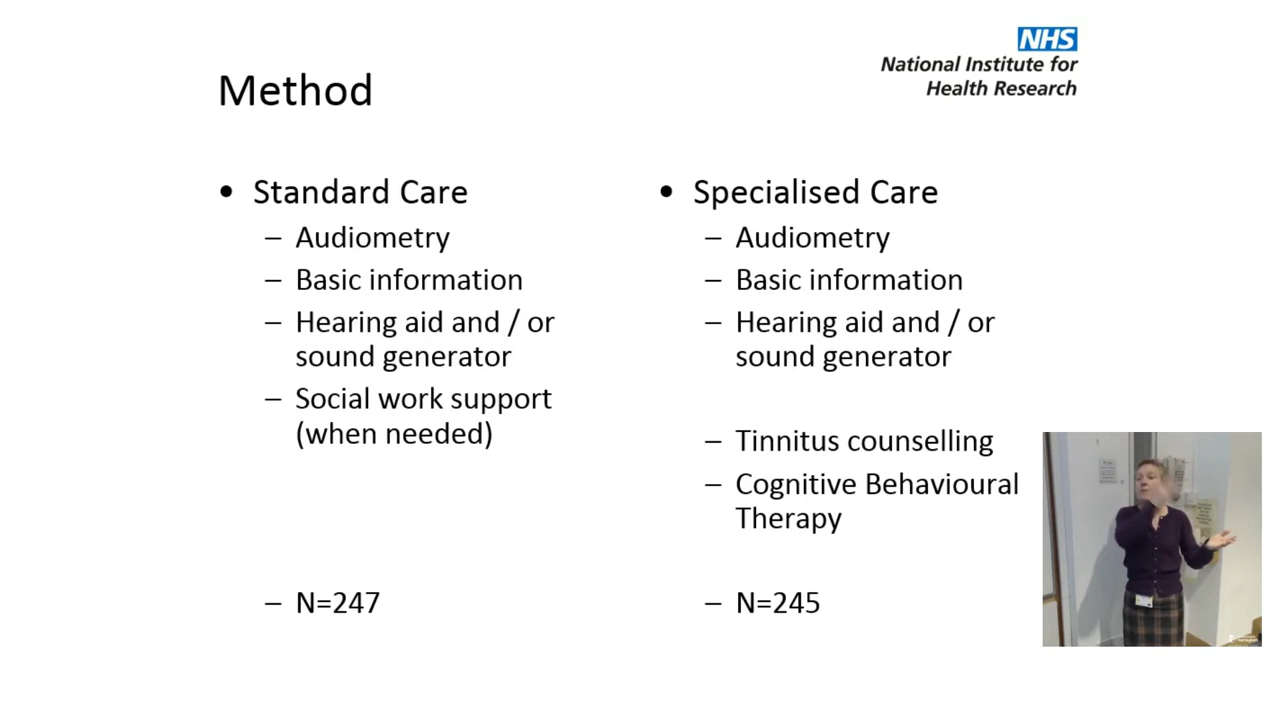 NHS
National Institute for
Health Research
Method
• Standard Care
– Audiometry
– Basic information
– Hearing aid and / or
sound generator
– Social work support
(when needed)
– N=247
• Specialised Care
– Audiometry
– Basic information
– Hearing aid and / or
sound generator
– Tinnitus counselling
– Cognitive Behavioural
Therapy
– N=245